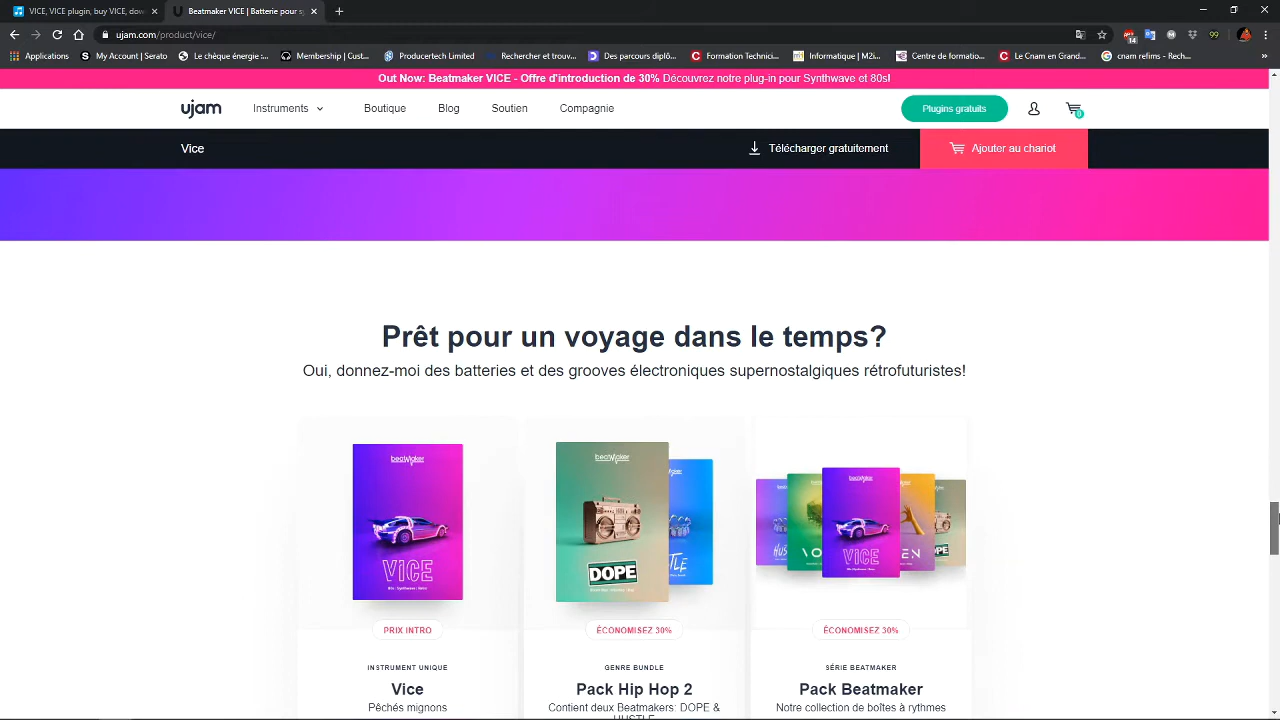 VICE, VICE plugin, buy VICE, dow
Beatmaker VICE | Batterie pour sy
ujam.com/product/vice/
Applications
My Account | Serato
Le chèque énergie :...
Membership | Cust...
Producertech Limited
Rechercher et trouv...
Des parcours diplô...
Formation Technici...
Informatique | M2i...
Centre de formatio...
Le Cnam en Grand...
cnam refims - Rech...
Out Now: Beatmaker VICE - Offre d'introduction de 30% Découvrez notre plug-in pour Synthwave et 80s!
ujam
Instruments
Boutique
Blog
Soutien
Compagnie
Plugins gratuits
0
Vice
Télécharger gratuitement
Ajouter au chariot
Prêt pour un voyage dans le temps?
Oui, donnez-moi des batteries et des grooves électroniques supernostalgiques rétrofuturistes!
beatMaker
VICE
80s | Synthwave | Retro
beatMaker
DOPE
PRIX INTRO
ÉCONOMISEZ 30%
ÉCONOMISEZ 30%
INSTRUMENT UNIQUE
GENRE BUNDLE
SÉRIE BEATMAKER
Vice
Pack Hip Hop 2
Pack Beatmaker
Péchés mignons
Contient deux Beatmakers: DOPE &
HUSTLE
Notre collection de boîtes à rythmes